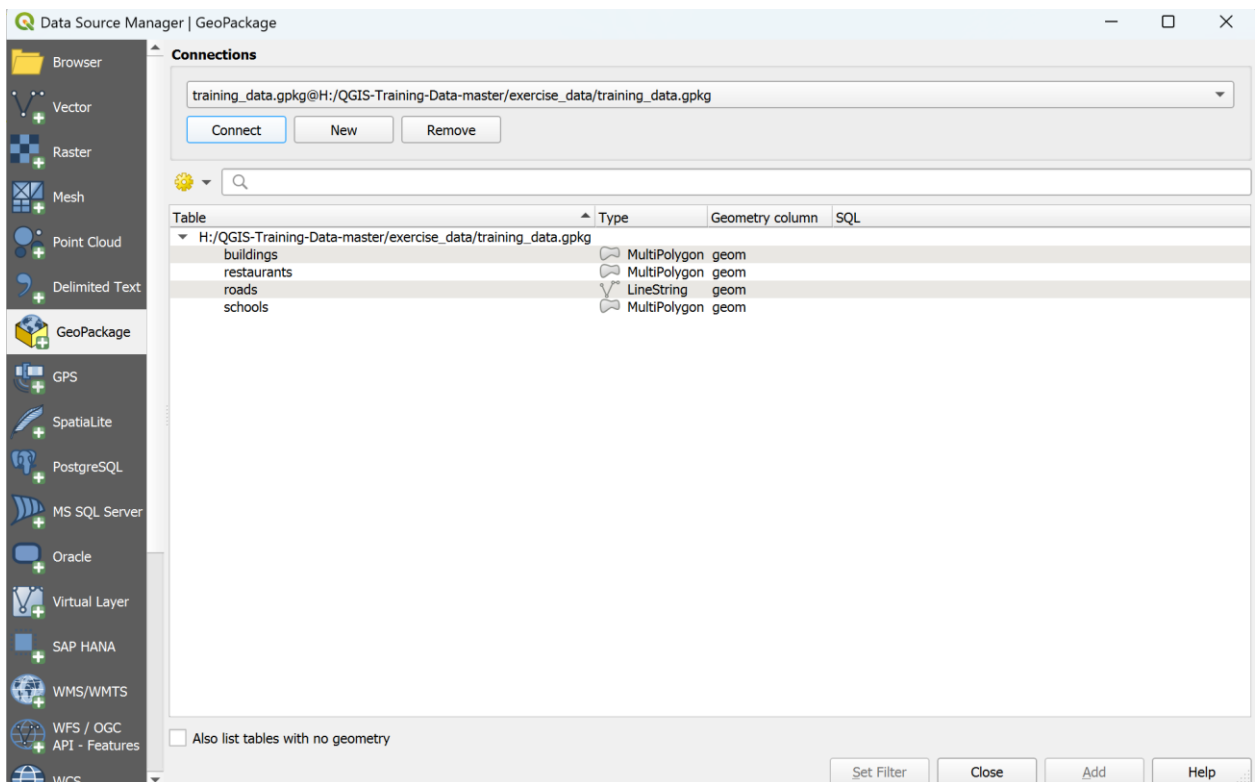 Data Source Manager | GeoPackage
Browser
Vector
Raster
Mesh
Point Cloud
Delimited Text
GeoPackage
GPS
SpatiaLite
PostgreSQL
MS SQL Server
Oracle
Virtual Layer
SAP HANA
WMS/WMTS
WFS / OGC
API - Features
WCS
Connections
training_data.gpkg@H:/QGIS-Training-Data-master/exercise_data/training_data.gpkg
Connect New Remove
Table Type Geometry column SQL
H:/QGIS-Training-Data-master/exercise_data/training_data.gpkg
buildings MultiPolygon geom
restaurants MultiPolygon geom
roads LineString geom
schools MultiPolygon geom
Also list tables with no geometry
Set Filter Close Add Help